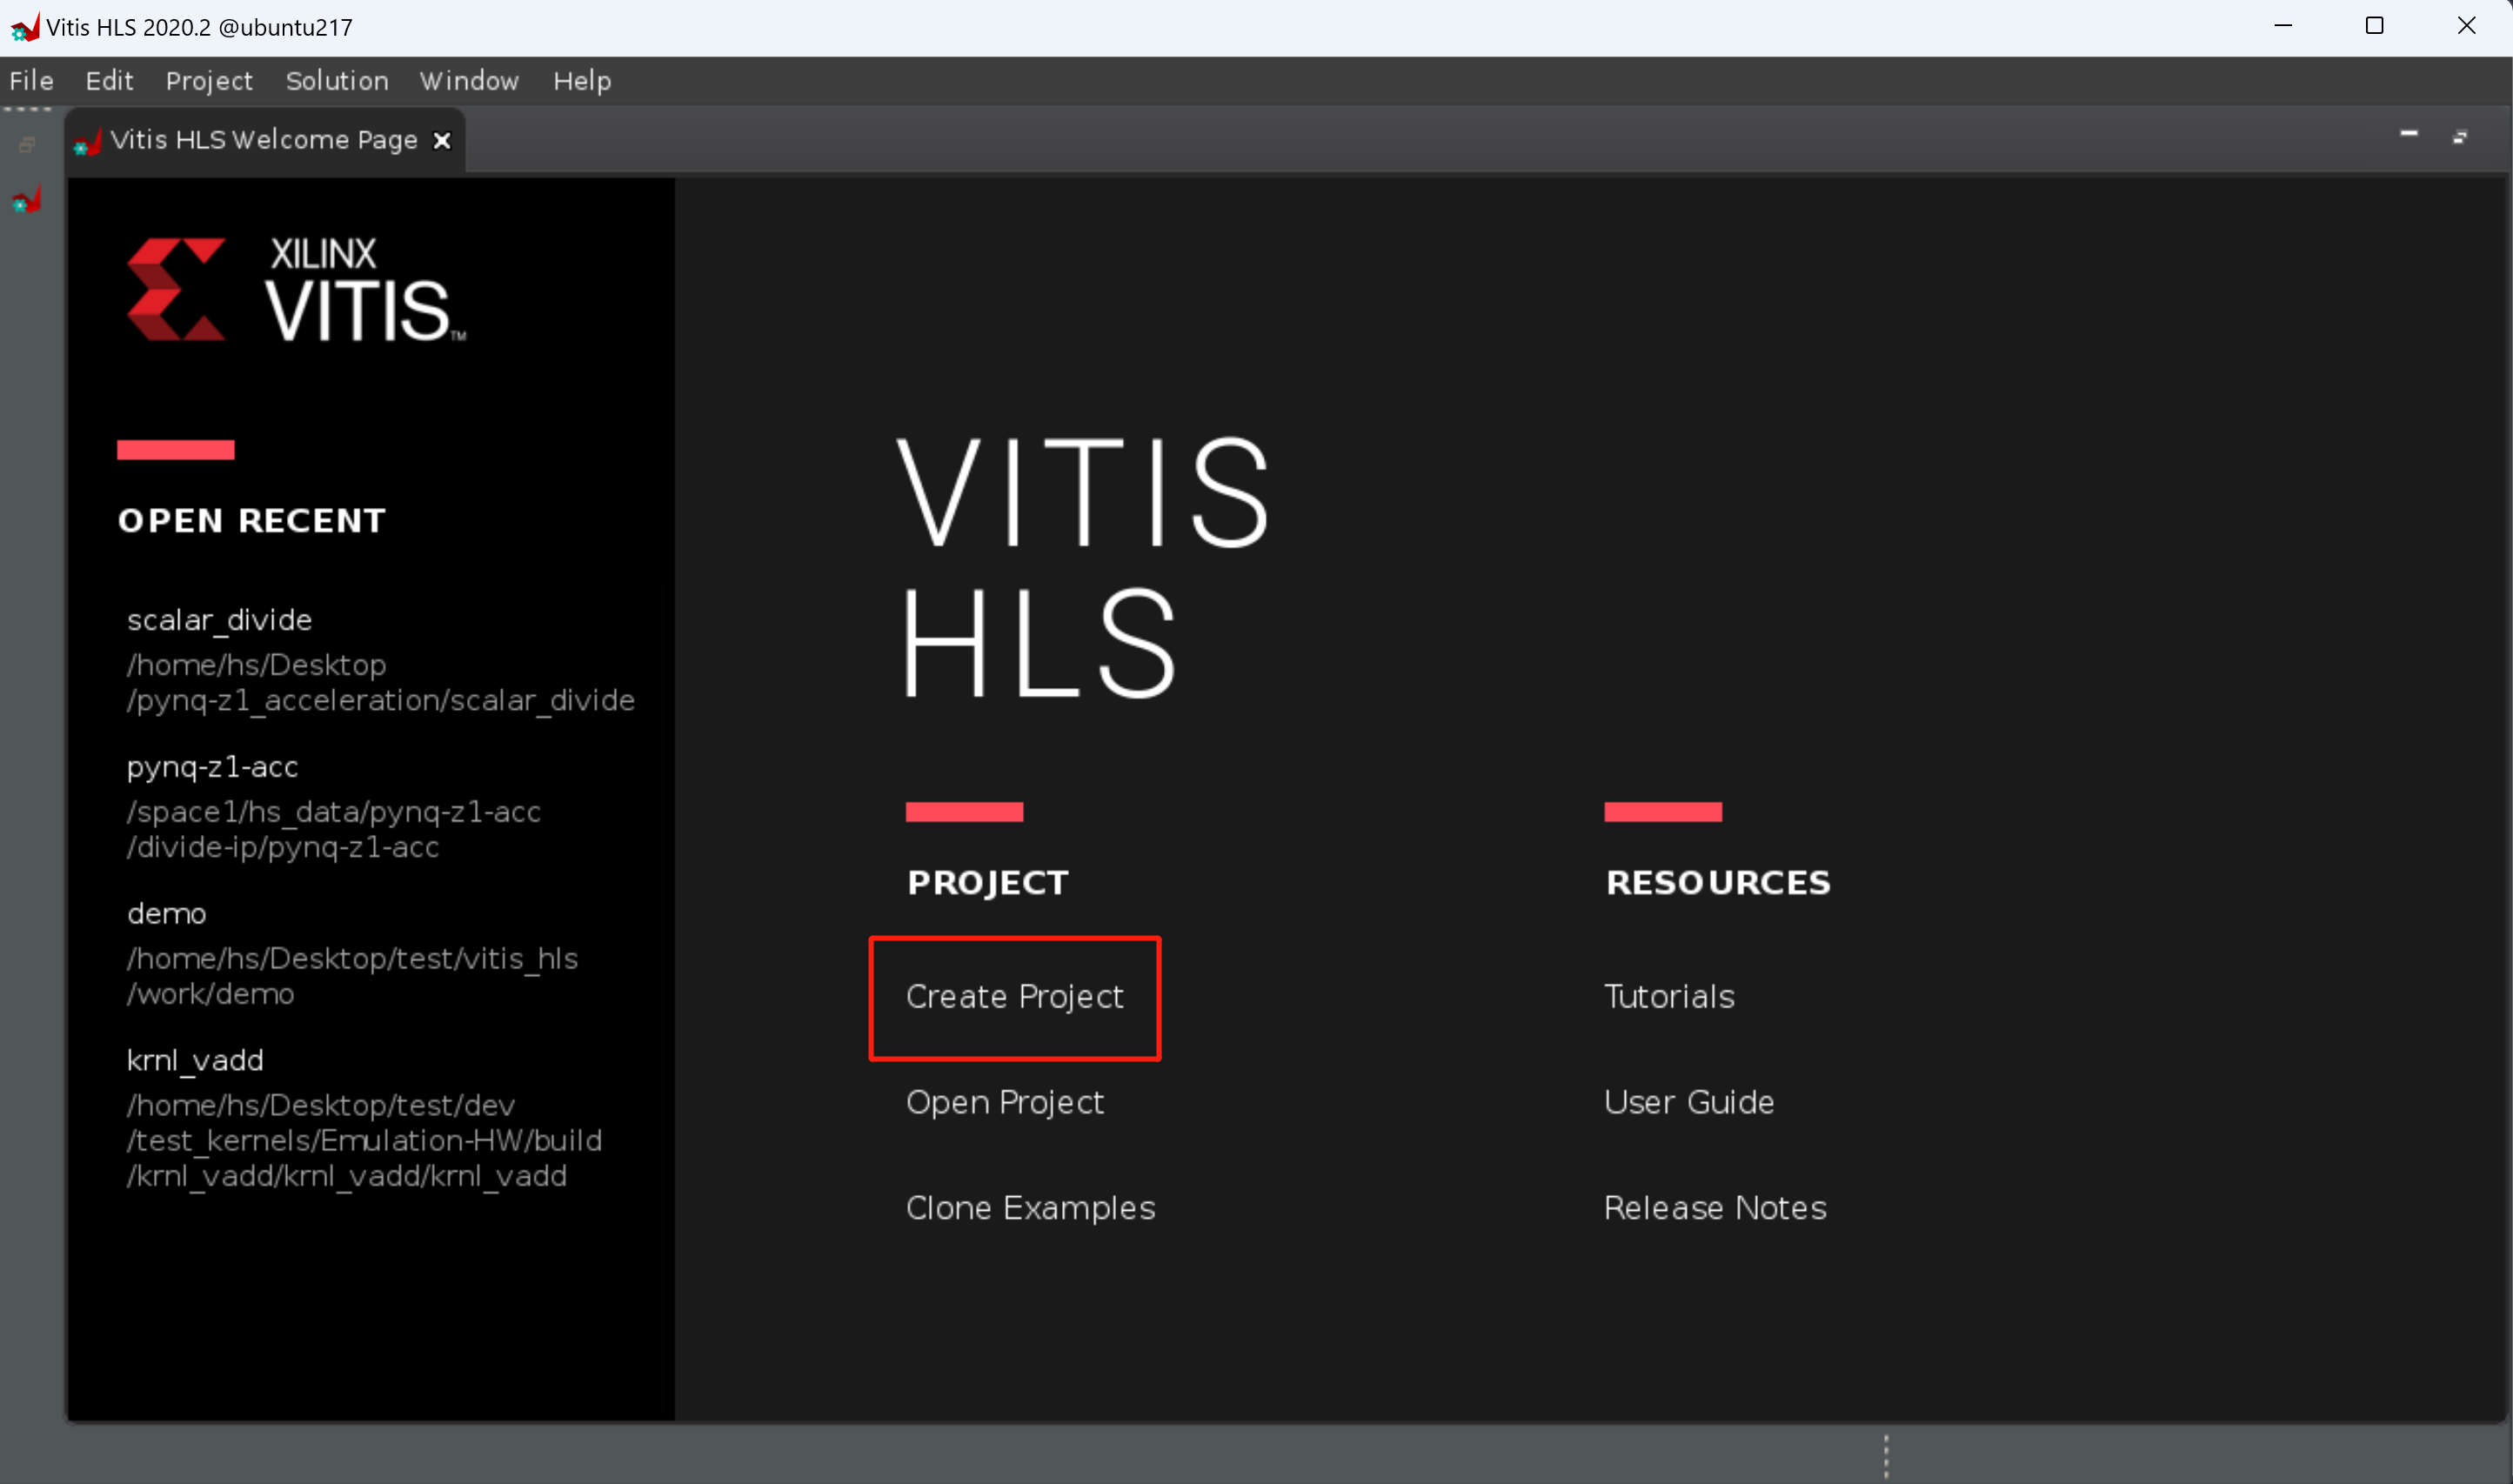 Vitis HLS 2020.2 @ubuntu217
File Edit Project Solution Window Help
Vitis HLS Welcome Page
XILINX
VITIS™
OPEN RECENT
scalar_divide
/home/hs/Desktop
/pynq-z1_acceleration/scalar_divide
pynq-z1-acc
/space1/hs_data/pynq-z1-acc
/divide-ip/pynq-z1-acc
demo
/home/hs/Desktop/test/vitis_hls
/work/demo
krnl_vadd
/home/hs/Desktop/test/dev
/test_kernels/Emulation-HW/build
/krnl_vadd/krnl_vadd/krnl_vadd
VITIS
HLS
PROJECT
Create Project
Open Project
Clone Examples
RESOURCES
Tutorials
User Guide
Release Notes